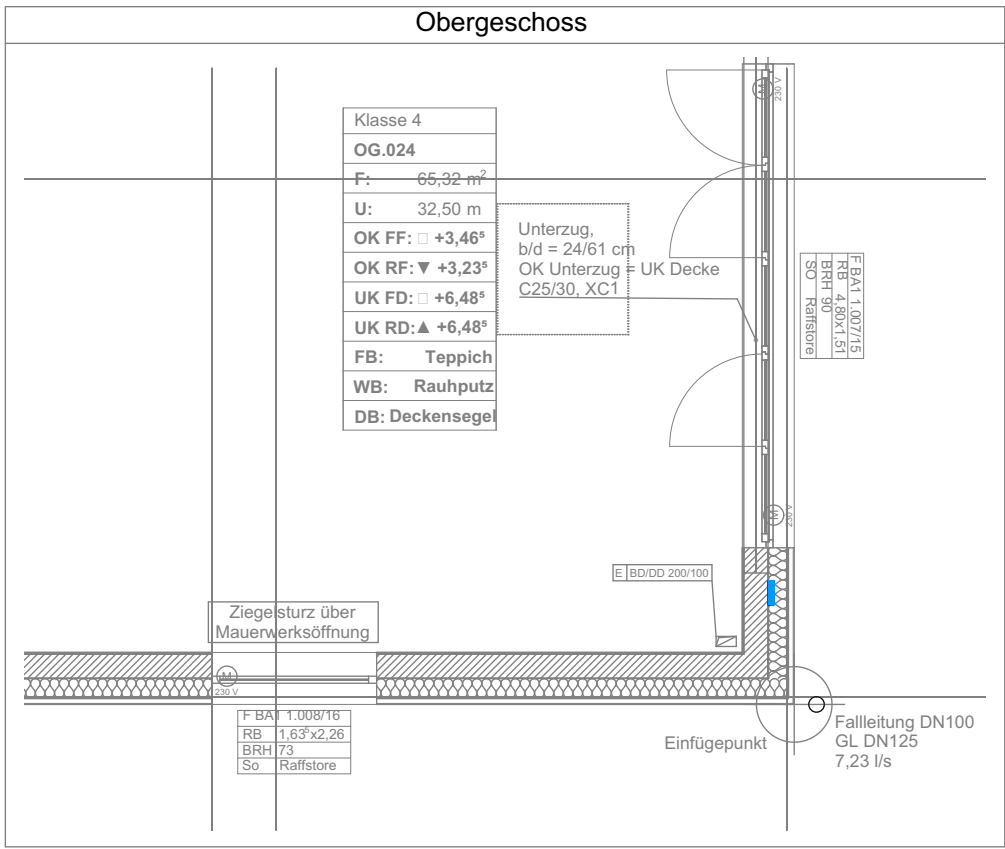 Obergeschoss
Klasse 4
OG.024
F: 65,32 m²
U: 32,50 m
OK FF: □ +3,46⁵
OK RF: ▼ +3,23⁵
UK FD: □ +6,48⁵
UK RD: ▲ +6,48⁵
FB: Teppich
WB: Rauhputz
DB: Deckensegel
Unterzug,
b/d = 24/61 cm
OK Unterzug = UK Decke
C25/30, XC1
M
230 V
F BA1 1.007/15
RB 4,80x1,51
BRH 90
SO Raffstore
M
230 V
E BD/DD 200/100
Ziegelsturz über
Mauerwerksöffnung
M
230 V
F BA1 1.008/16
RB 1,63⁵x2,26
BRH 73
So Raffstore
Einfügepunkt
Fallleitung DN100
GL DN125
7,23 l/s